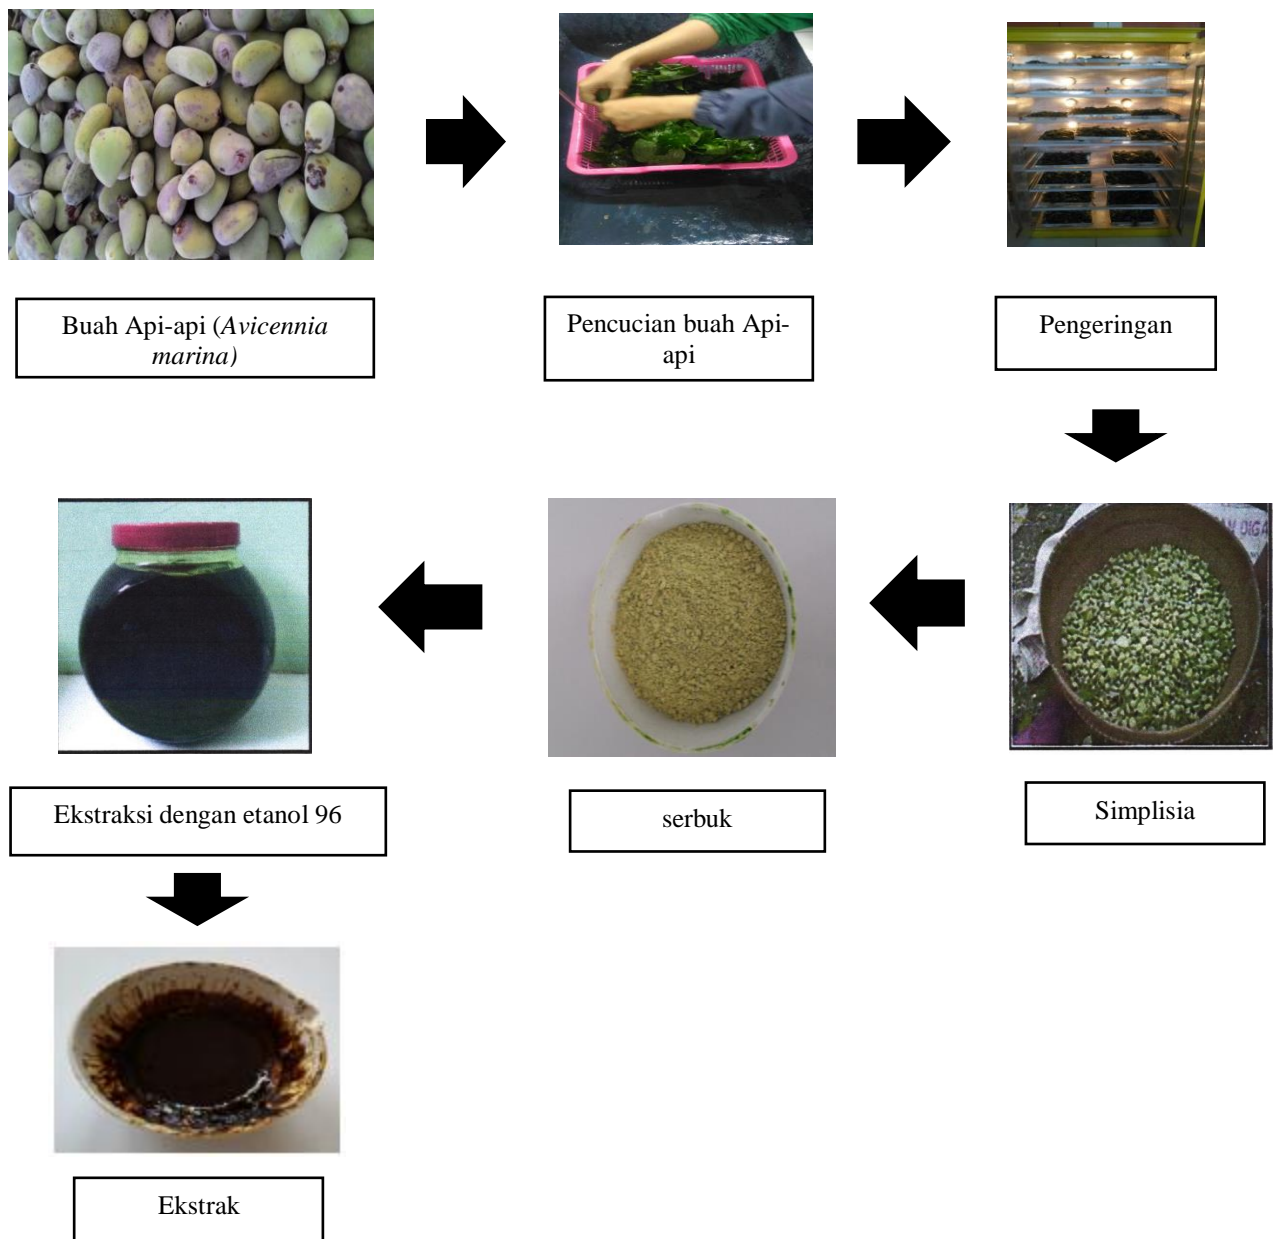 Buah Api-api (Avicennia
marina)
Pencucian buah Api-
api
Pengeringan
Simplisia
serbuk
Ekstraksi dengan etanol 96
Ekstrak